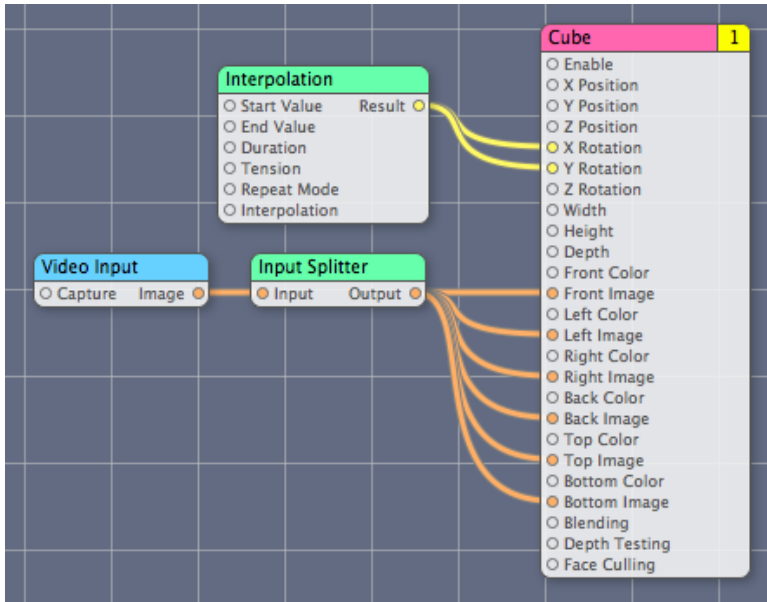 Cube 1
Enable
X Position
Y Position
Z Position
X Rotation
Y Rotation
Z Rotation
Width
Height
Depth
Front Color
Front Image
Left Color
Left Image
Right Color
Right Image
Back Color
Back Image
Top Color
Top Image
Bottom Color
Bottom Image
Blending
Depth Testing
Face Culling
Interpolation
Start Value Result
End Value
Duration
Tension
Repeat Mode
Interpolation
Video Input
Capture Image
Input Splitter
Input Output